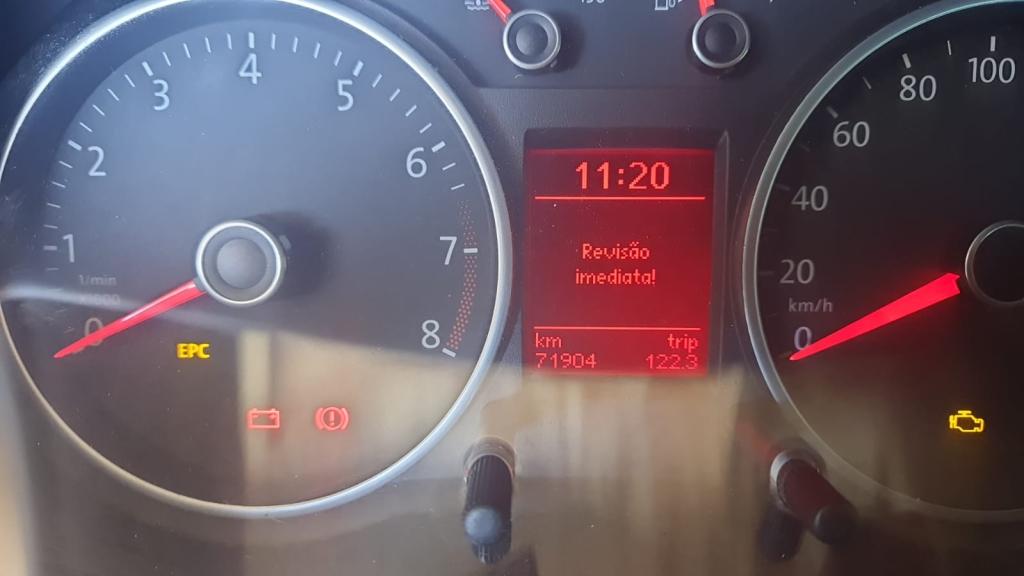 1 2 3 4 5 6 7 8
1/min
0
EPC
11:20
Revisão
imediata!
km trip
71904 122.3
0 20 40 60 80 100
km/h